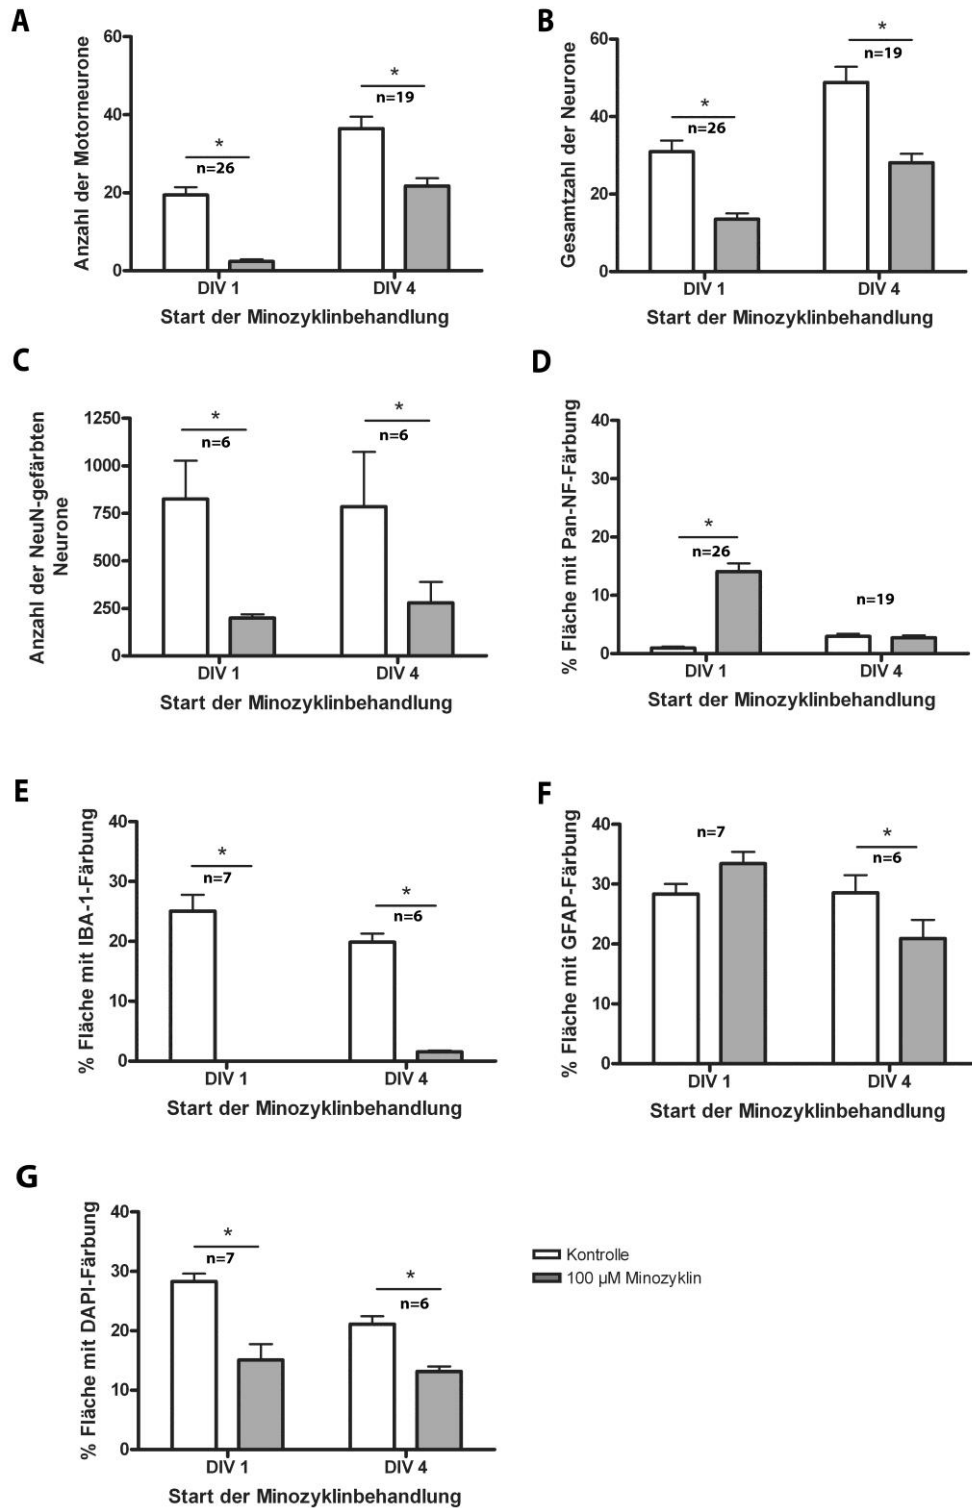 A
Anzahl der Motorneurone
60
40
20
0
*
n=26
*
n=19
DIV 1
DIV 4
Start der Minozyklinbehandlung
B
Gesamtzahl der Neurone
60
40
20
0
*
n=26
*
n=19
DIV 1
DIV 4
Start der Minozyklinbehandlung
C
Anzahl der NeuN-gefärbten
Neurone
1250
1000
750
500
250
0
*
n=6
*
n=6
DIV 1
DIV 4
Start der Minozyklinbehandlung
D
% Fläche mit Pan-NF-Färbung
40
30
20
10
0
*
n=26
n=19
DIV 1
DIV 4
Start der Minozyklinbehandlung
E
% Fläche mit IBA-1-Färbung
40
30
20
10
0
*
n=7
*
n=6
DIV 1
DIV 4
Start der Minozyklinbehandlung
F
% Fläche mit GFAP-Färbung
40
30
20
10
0
n=7
*
n=6
DIV 1
DIV 4
Start der Minozyklinbehandlung
G
% Fläche mit DAPI-Färbung
40
30
20
10
0
*
n=7
*
n=6
DIV 1
DIV 4
Start der Minozyklinbehandlung
Kontrolle
100 µM Minozyklin